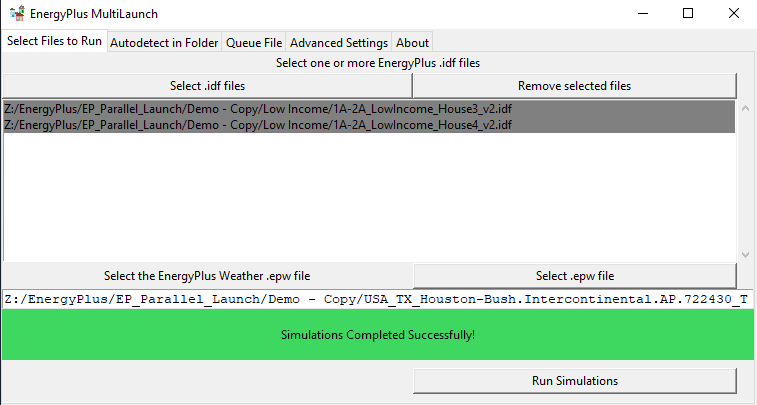 EnergyPlus MultiLaunch
Select Files to Run Autodetect in Folder Queue File Advanced Settings About
Select one or more EnergyPlus .idf files
Select .idf files Remove selected files
Z:/EnergyPlus/EP_Parallel_Launch/Demo - Copy/Low Income/1A-2A_LowIncome_House3_v2.idf
Z:/EnergyPlus/EP_Parallel_Launch/Demo - Copy/Low Income/1A-2A_LowIncome_House4_v2.idf
Select the EnergyPlus Weather .epw file Select .epw file
Z:/EnergyPlus/EP_Parallel_Launch/Demo - Copy/USA_TX_Houston-Bush.Intercontinental.AP.722430_T
Simulations Completed Successfully!
Run Simulations